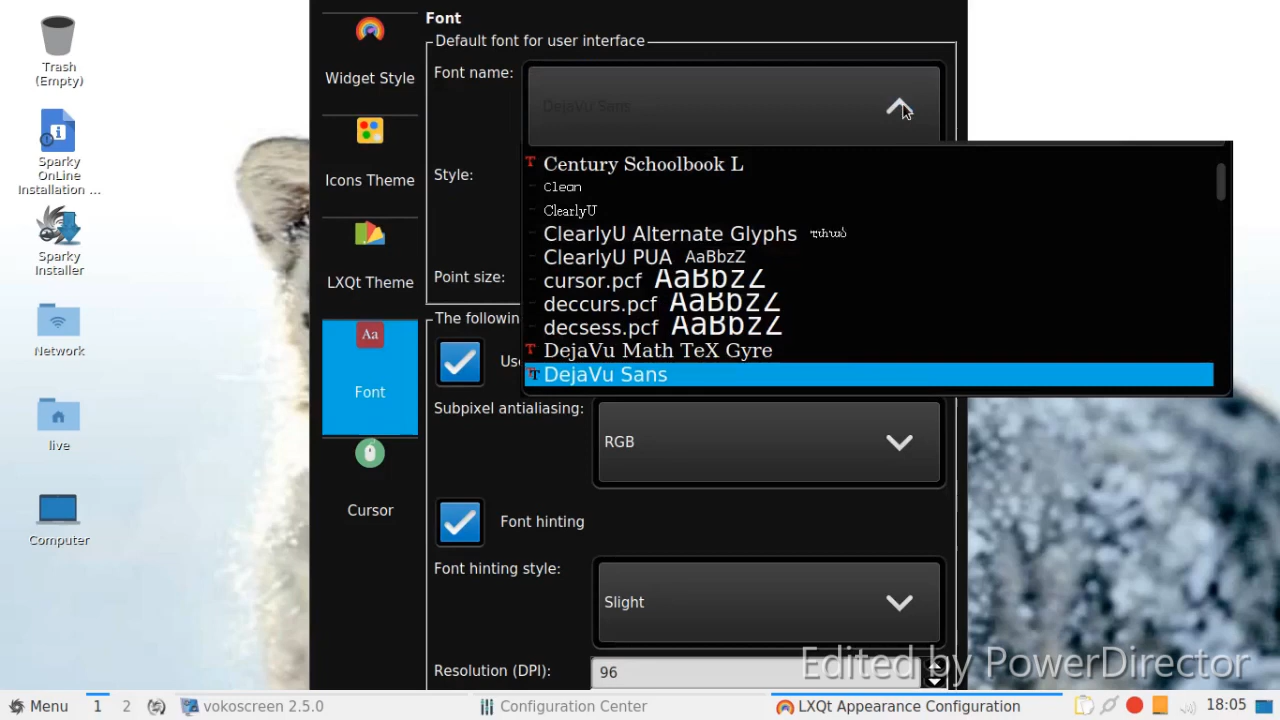 Trash
(Empty)
Sparky
OnLine
Installation ...
Sparky
Installer
Network
live
Computer
Widget Style
Icons Theme
LXQt Theme
Aa
Font
Cursor
Font
Default font for user interface
Font name:
DejaVu Sans
Style:
Point size:
Century Schoolbook L
Clean
ClearlyU
ClearlyU Alternate Glyphs
ClearlyU PUA AaBbzZ
cursor.pcf AaBbZZ
deccurs.pcf AaBbZZ
decsess.pcf AaBbZZ
DejaVu Math TeX Gyre
DejaVu Sans
The followin
Subpixel antialiasing:
RGB
Font hinting
Font hinting style:
Slight
Resolution (DPI):
96
Edited by PowerDirector
Menu
1
2
vokoscreen 2.5.0
Configuration Center
LXQt Appearance Configuration
18:05